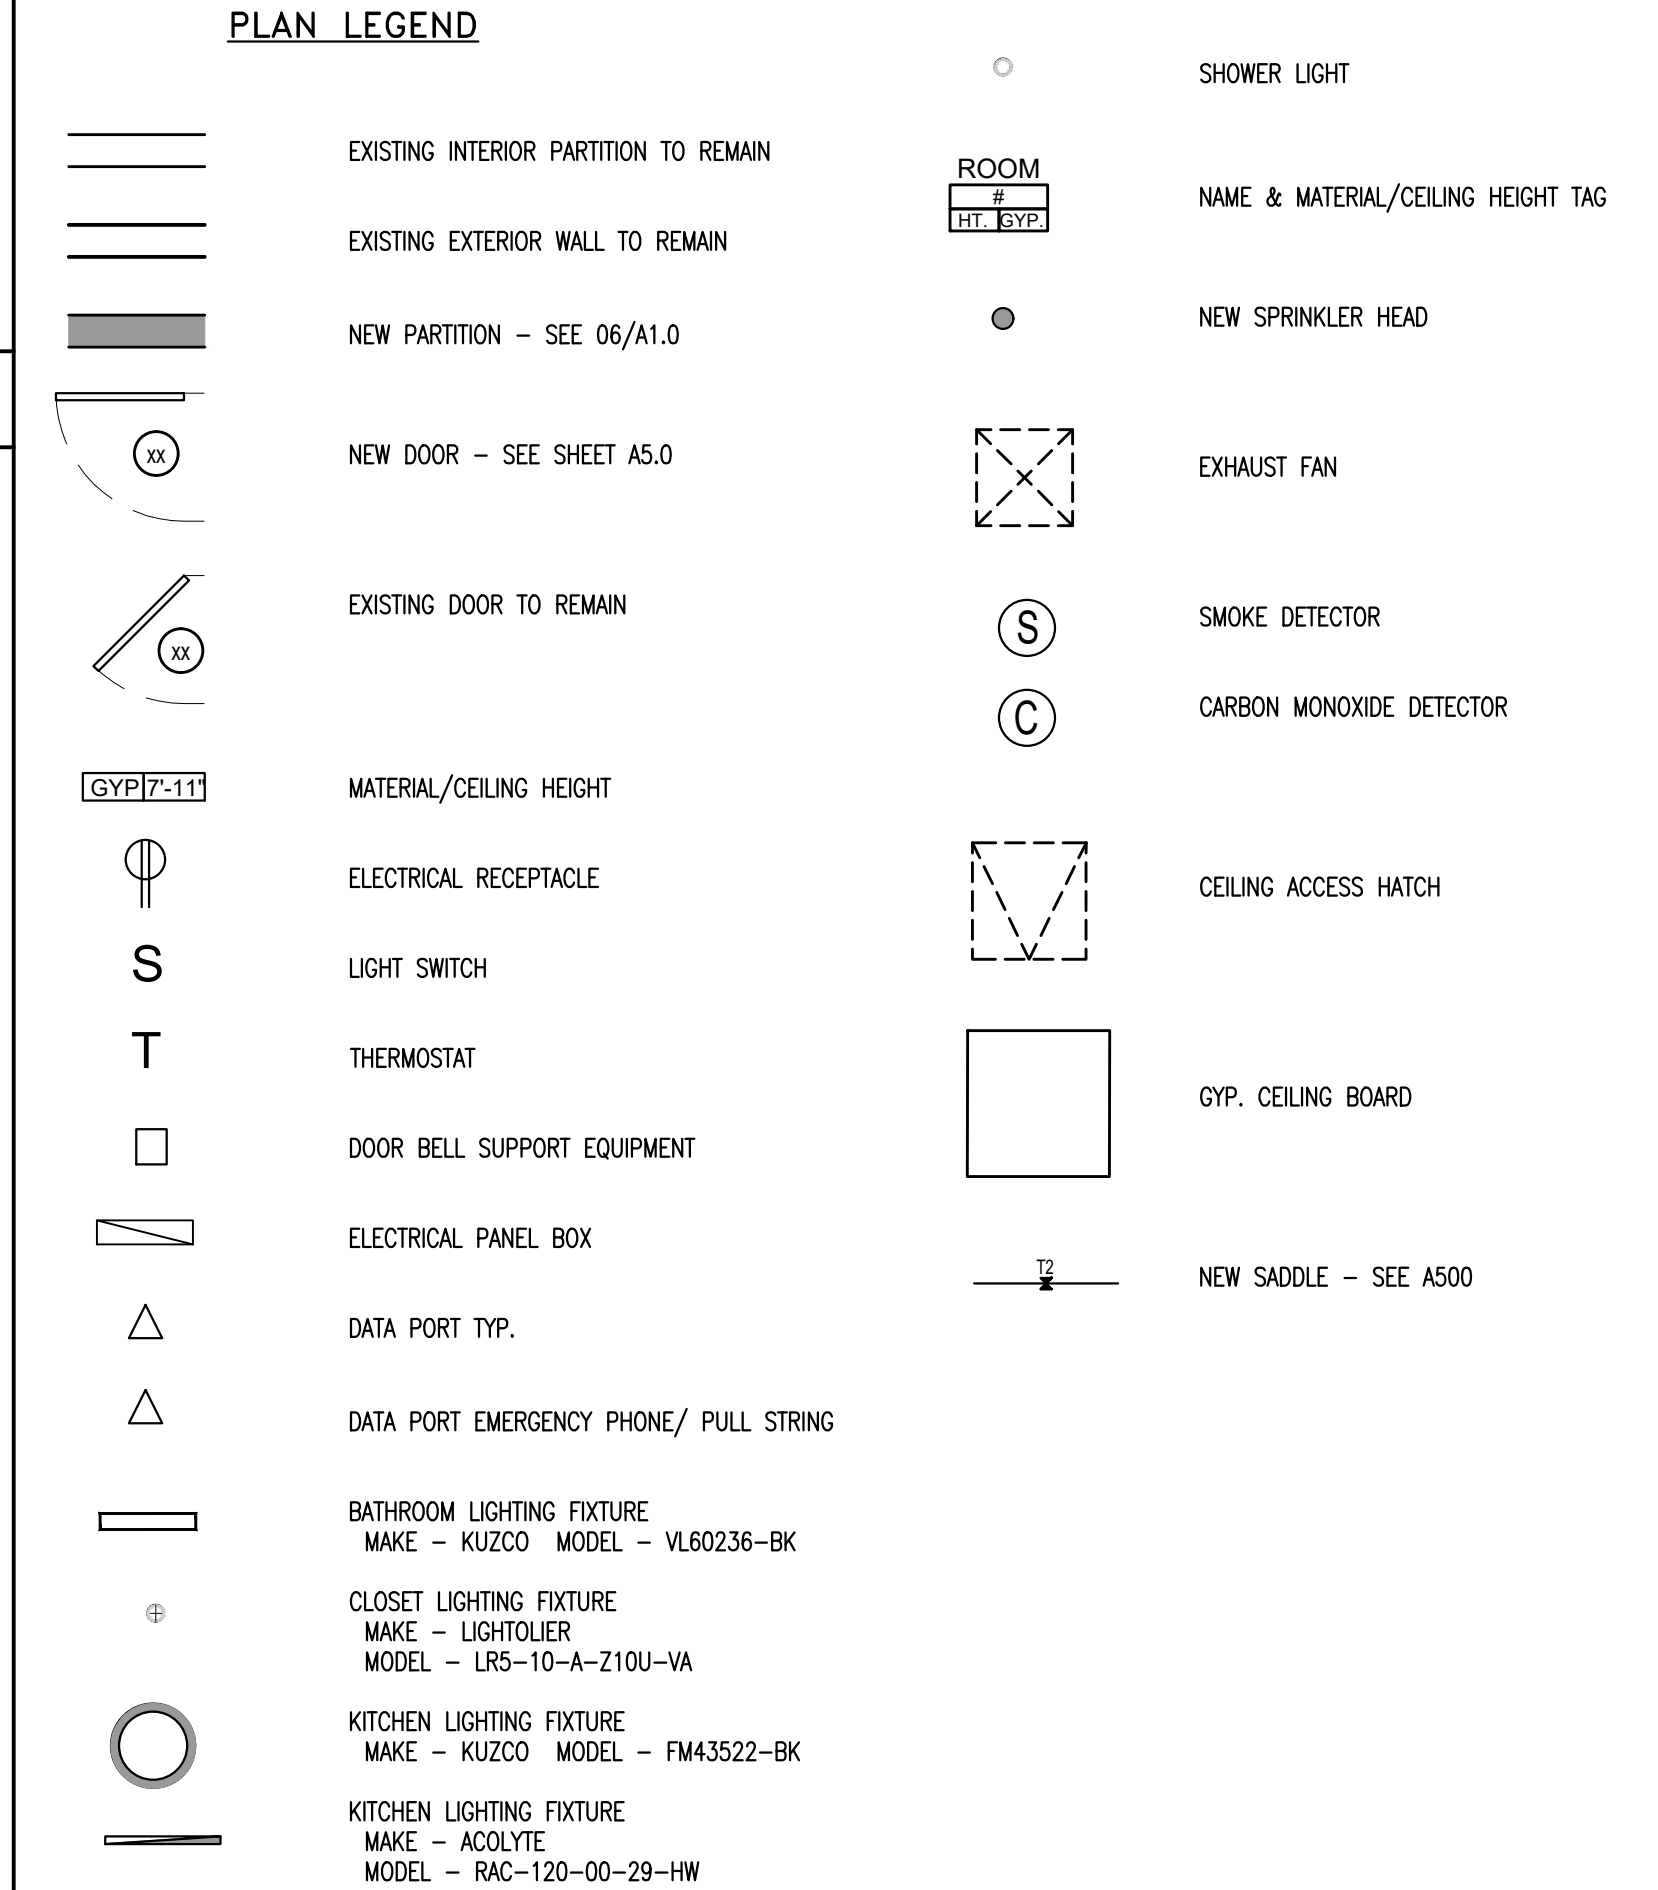 PLAN LEGEND
EXISTING INTERIOR PARTITION TO REMAIN
EXISTING EXTERIOR WALL TO REMAIN
NEW PARTITION – SEE 06/A1.0
XX
NEW DOOR – SEE SHEET A5.0
EXISTING DOOR TO REMAIN
XX
GYP 7'-11"
MATERIAL/CEILING HEIGHT
ELECTRICAL RECEPTACLE
S
LIGHT SWITCH
T
THERMOSTAT
DOOR BELL SUPPORT EQUIPMENT
ELECTRICAL PANEL BOX
DATA PORT TYP.
DATA PORT EMERGENCY PHONE/ PULL STRING
BATHROOM LIGHTING FIXTURE
MAKE – KUZCO MODEL – VL60236–BK
CLOSET LIGHTING FIXTURE
MAKE – LIGHTOLIER
MODEL – LR5–10–A–Z10U–VA
KITCHEN LIGHTING FIXTURE
MAKE – KUZCO MODEL – FM43522–BK
KITCHEN LIGHTING FIXTURE
MAKE – ACOLYTE
MODEL – RAC–120–00–29–HW
SHOWER LIGHT
ROOM
#
HT. GYP.
NAME & MATERIAL/CEILING HEIGHT TAG
NEW SPRINKLER HEAD
EXHAUST FAN
S
SMOKE DETECTOR
C
CARBON MONOXIDE DETECTOR
CEILING ACCESS HATCH
GYP. CEILING BOARD
T2
NEW SADDLE – SEE A500